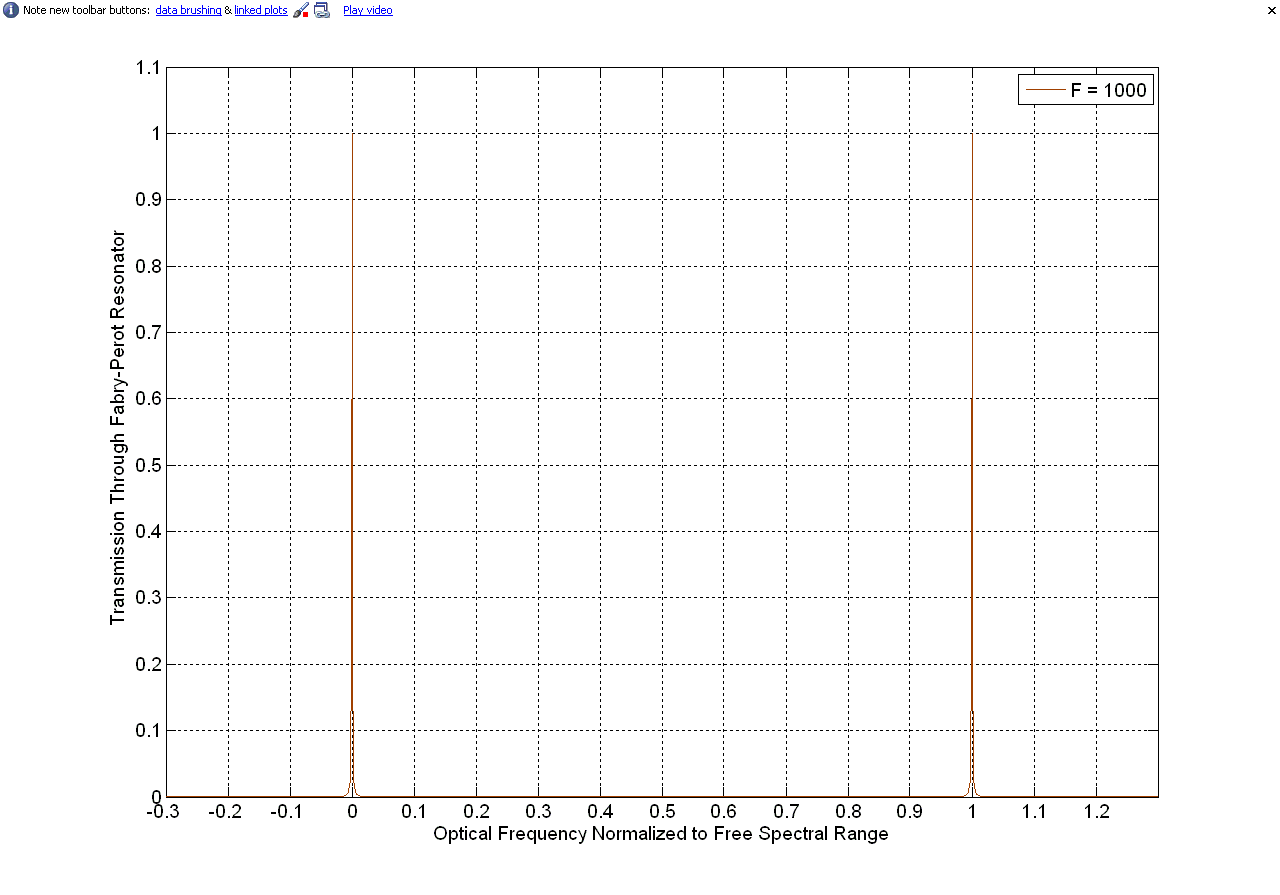 Note new toolbar buttons: data brushing & linked plots Play video
1.1
F = 1000
1
0.9
0.8
0.7
0.6
0.5
0.4
0.3
0.2
0.1
0
Transmission Through Fabry-Perot Resonator
-0.3 -0.2 -0.1 0 0.1 0.2 0.3 0.4 0.5 0.6 0.7 0.8 0.9 1 1.1 1.2
Optical Frequency Normalized to Free Spectral Range